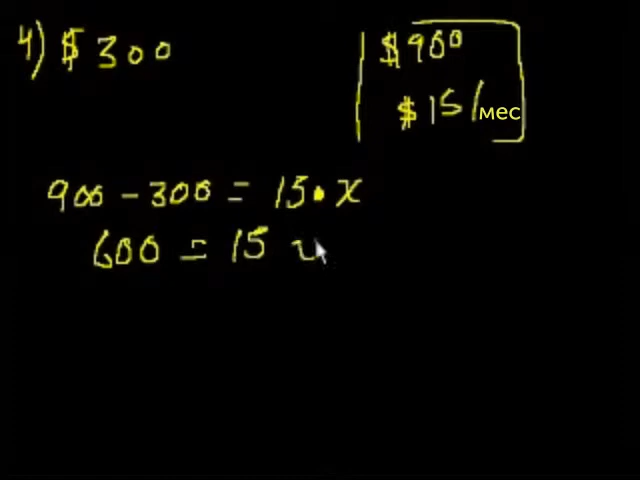 4) $ 300
$900
$15/мес
900 - 300 = 15 • x
600 = 15